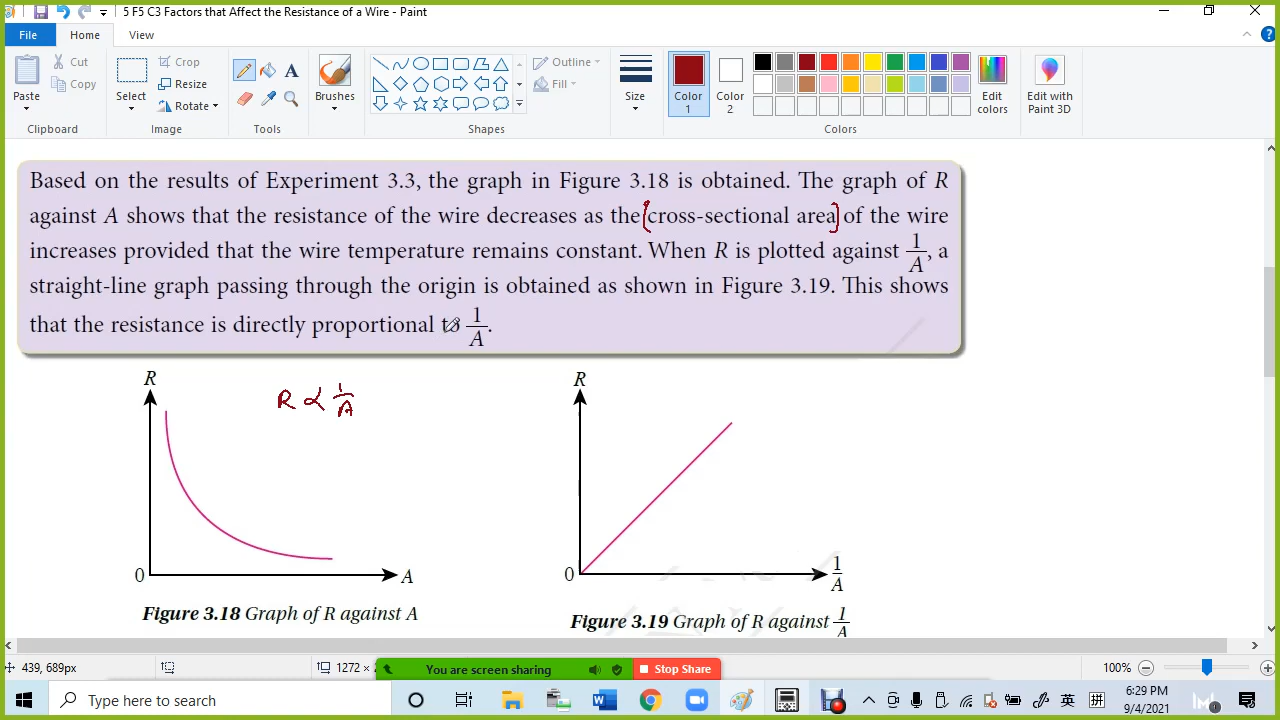 5 F5 C3 Factors that Affect the Resistance of a Wire - Paint
File Home View
Paste
Cut
Copy
Clipboard
Select
Crop
Resize
Rotate
Image
A
Tools
Brushes
Outline
Fill
Shapes
Size
Color 1
Color 2
Edit colors
Colors
Edit with Paint 3D
Based on the results of Experiment 3.3, the graph in Figure 3.18 is obtained. The graph of R
against A shows that the resistance of the wire decreases as the (cross-sectional area) of the wire
increases provided that the wire temperature remains constant. When R is plotted against 1/A, a
straight-line graph passing through the origin is obtained as shown in Figure 3.19. This shows
that the resistance is directly proportional to 1/A.
R
R ∝ 1/A
0
A
Figure 3.18 Graph of R against A
R
0
1/A
Figure 3.19 Graph of R against 1/A
439, 689px
1272 ×
You are screen sharing
Stop Share
100%
Type here to search
英
拼
6:29 PM
9/4/2021